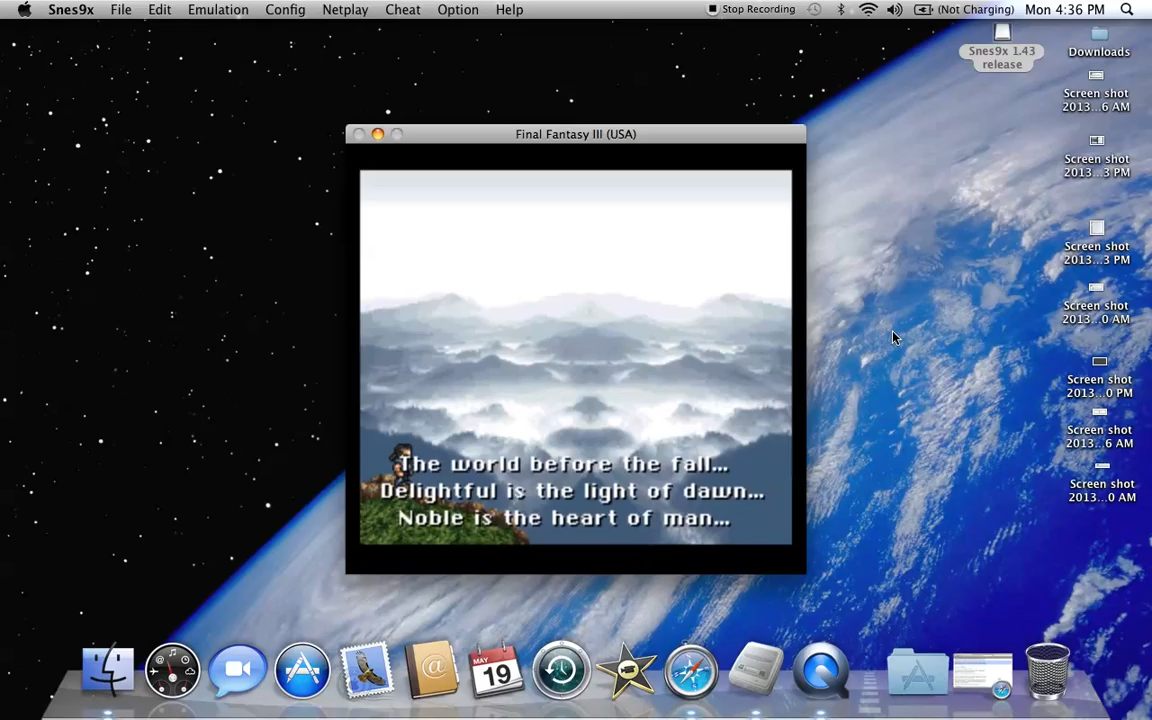 Snes9x File Edit Emulation Config Netplay Cheat Option Help Stop Recording (Not Charging) Mon 4:36 PM
Snes9x 1.43
release
Downloads
Screen shot
2013...6 AM
Screen shot
2013...3 PM
Screen shot
2013...3 PM
Screen shot
2013...0 AM
Screen shot
2013...0 PM
Screen shot
2013...6 AM
Screen shot
2013...0 AM
Final Fantasy III (USA)
The world before the fall...
Delightful is the light of dawn...
Noble is the heart of man...
MAY
19